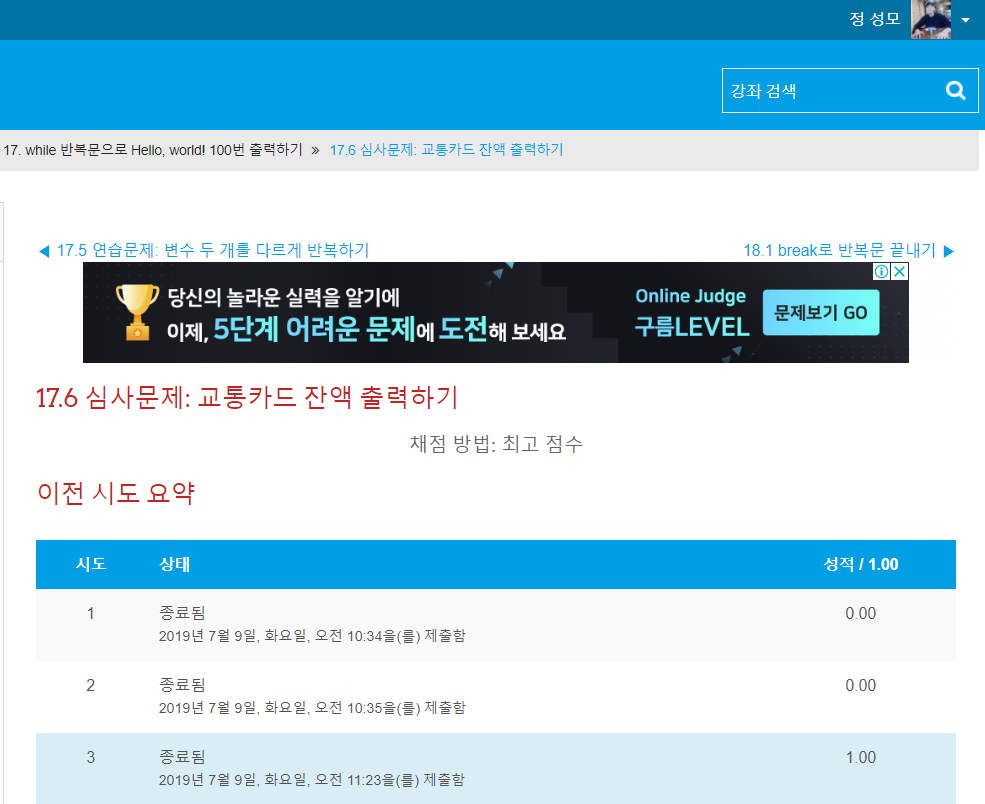 정 성모
강좌 검색
17. while 반복문으로 Hello, world! 100번 출력하기 » 17.6 심사문제: 교통카드 잔액 출력하기
◀ 17.5 연습문제: 변수 두 개를 다르게 반복하기
18.1 break로 반복문 끝내기 ▶
당신의 놀라운 실력을 알기에
이제, 5단계 어려운 문제에 도전해 보세요
Online Judge
구름LEVEL
문제보기 GO
17.6 심사문제: 교통카드 잔액 출력하기
채점 방법: 최고 점수
이전 시도 요약
시도 상태 성적 / 1.00
1 종료됨 0.00
2019년 7월 9일, 화요일, 오전 10:34을(를) 제출함
2 종료됨 0.00
2019년 7월 9일, 화요일, 오전 10:35을(를) 제출함
3 종료됨 1.00
2019년 7월 9일, 화요일, 오전 11:23을(를) 제출함